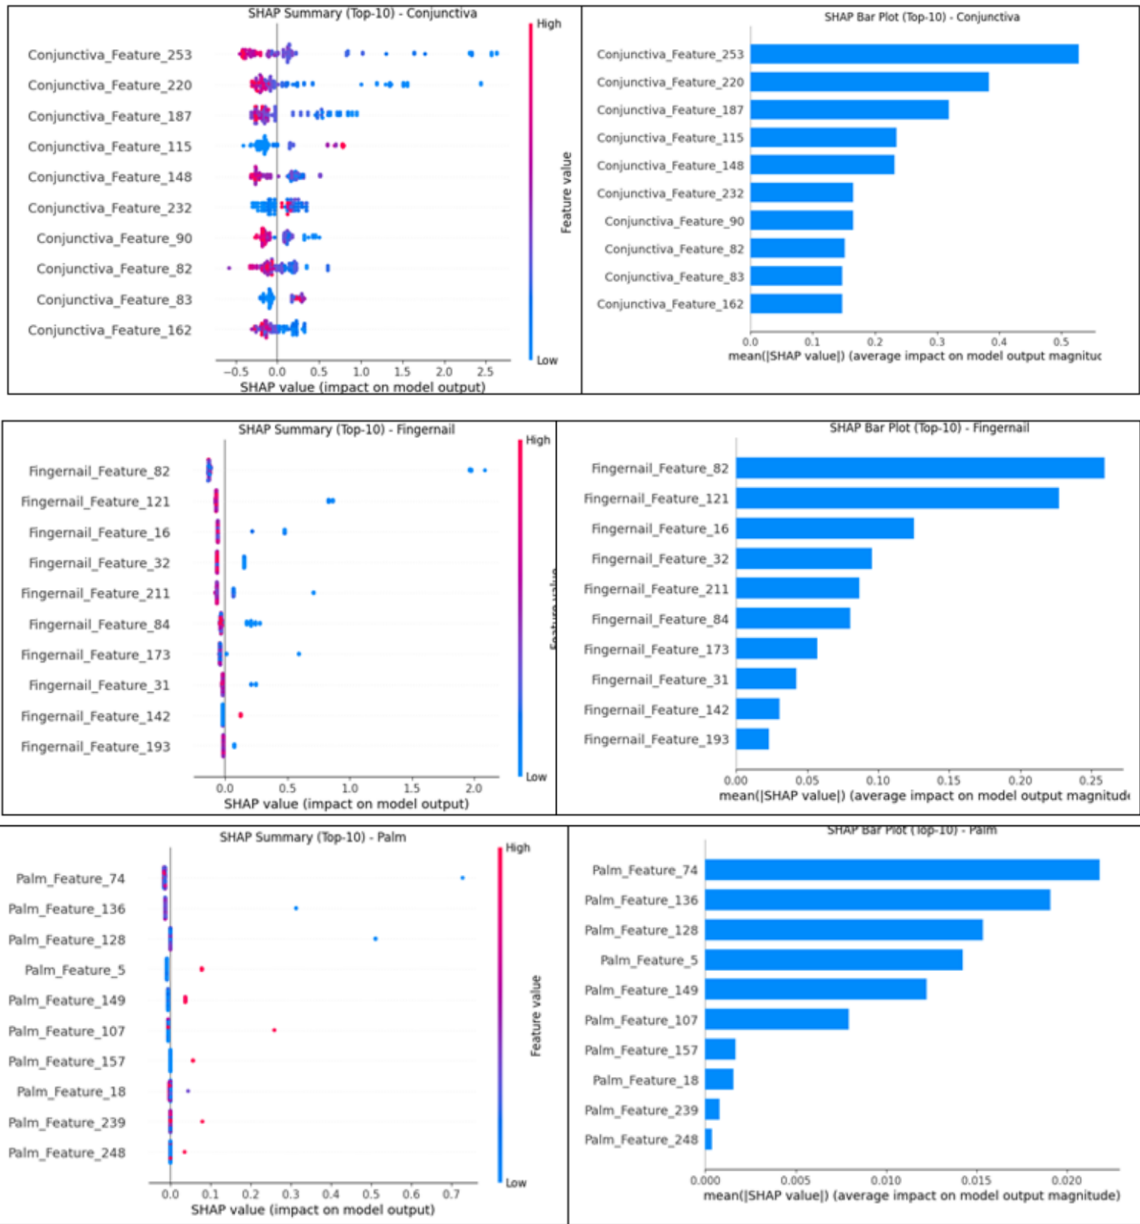 SHAP Summary (Top-10) - Conjunctiva
High
Conjunctiva_Feature_253
Conjunctiva_Feature_220
Conjunctiva_Feature_187
Conjunctiva_Feature_115
Conjunctiva_Feature_148
Conjunctiva_Feature_232
Conjunctiva_Feature_90
Conjunctiva_Feature_82
Conjunctiva_Feature_83
Conjunctiva_Feature_162
Feature value
Low
−0.5 0.0 0.5 1.0 1.5 2.0 2.5
SHAP value (impact on model output)
SHAP Bar Plot (Top-10) - Conjunctiva
Conjunctiva_Feature_253
Conjunctiva_Feature_220
Conjunctiva_Feature_187
Conjunctiva_Feature_115
Conjunctiva_Feature_148
Conjunctiva_Feature_232
Conjunctiva_Feature_90
Conjunctiva_Feature_82
Conjunctiva_Feature_83
Conjunctiva_Feature_162
0.0 0.1 0.2 0.3 0.4 0.5
mean(|SHAP value|) (average impact on model output magnituc
SHAP Summary (Top-10) - Fingernail
High
Fingernail_Feature_82
Fingernail_Feature_121
Fingernail_Feature_16
Fingernail_Feature_32
Fingernail_Feature_211
Fingernail_Feature_84
Fingernail_Feature_173
Fingernail_Feature_31
Fingernail_Feature_142
Fingernail_Feature_193
Feature value
Low
0.0 0.5 1.0 1.5 2.0
SHAP value (impact on model output)
SHAP Bar Plot (Top-10) - Fingernail
Fingernail_Feature_82
Fingernail_Feature_121
Fingernail_Feature_16
Fingernail_Feature_32
Fingernail_Feature_211
Fingernail_Feature_84
Fingernail_Feature_173
Fingernail_Feature_31
Fingernail_Feature_142
Fingernail_Feature_193
0.00 0.05 0.10 0.15 0.20 0.25
mean(|SHAP value|) (average impact on model output magnitude
SHAP Summary (Top-10) - Palm
High
Palm_Feature_74
Palm_Feature_136
Palm_Feature_128
Palm_Feature_5
Palm_Feature_149
Palm_Feature_107
Palm_Feature_157
Palm_Feature_18
Palm_Feature_239
Palm_Feature_248
Feature value
Low
0.0 0.1 0.2 0.3 0.4 0.5 0.6 0.7
SHAP value (impact on model output)
SHAP Bar Plot (Top-10) - Palm
Palm_Feature_74
Palm_Feature_136
Palm_Feature_128
Palm_Feature_5
Palm_Feature_149
Palm_Feature_107
Palm_Feature_157
Palm_Feature_18
Palm_Feature_239
Palm_Feature_248
0.000 0.005 0.010 0.015 0.020
mean(|SHAP value|) (average impact on model output magnitude)